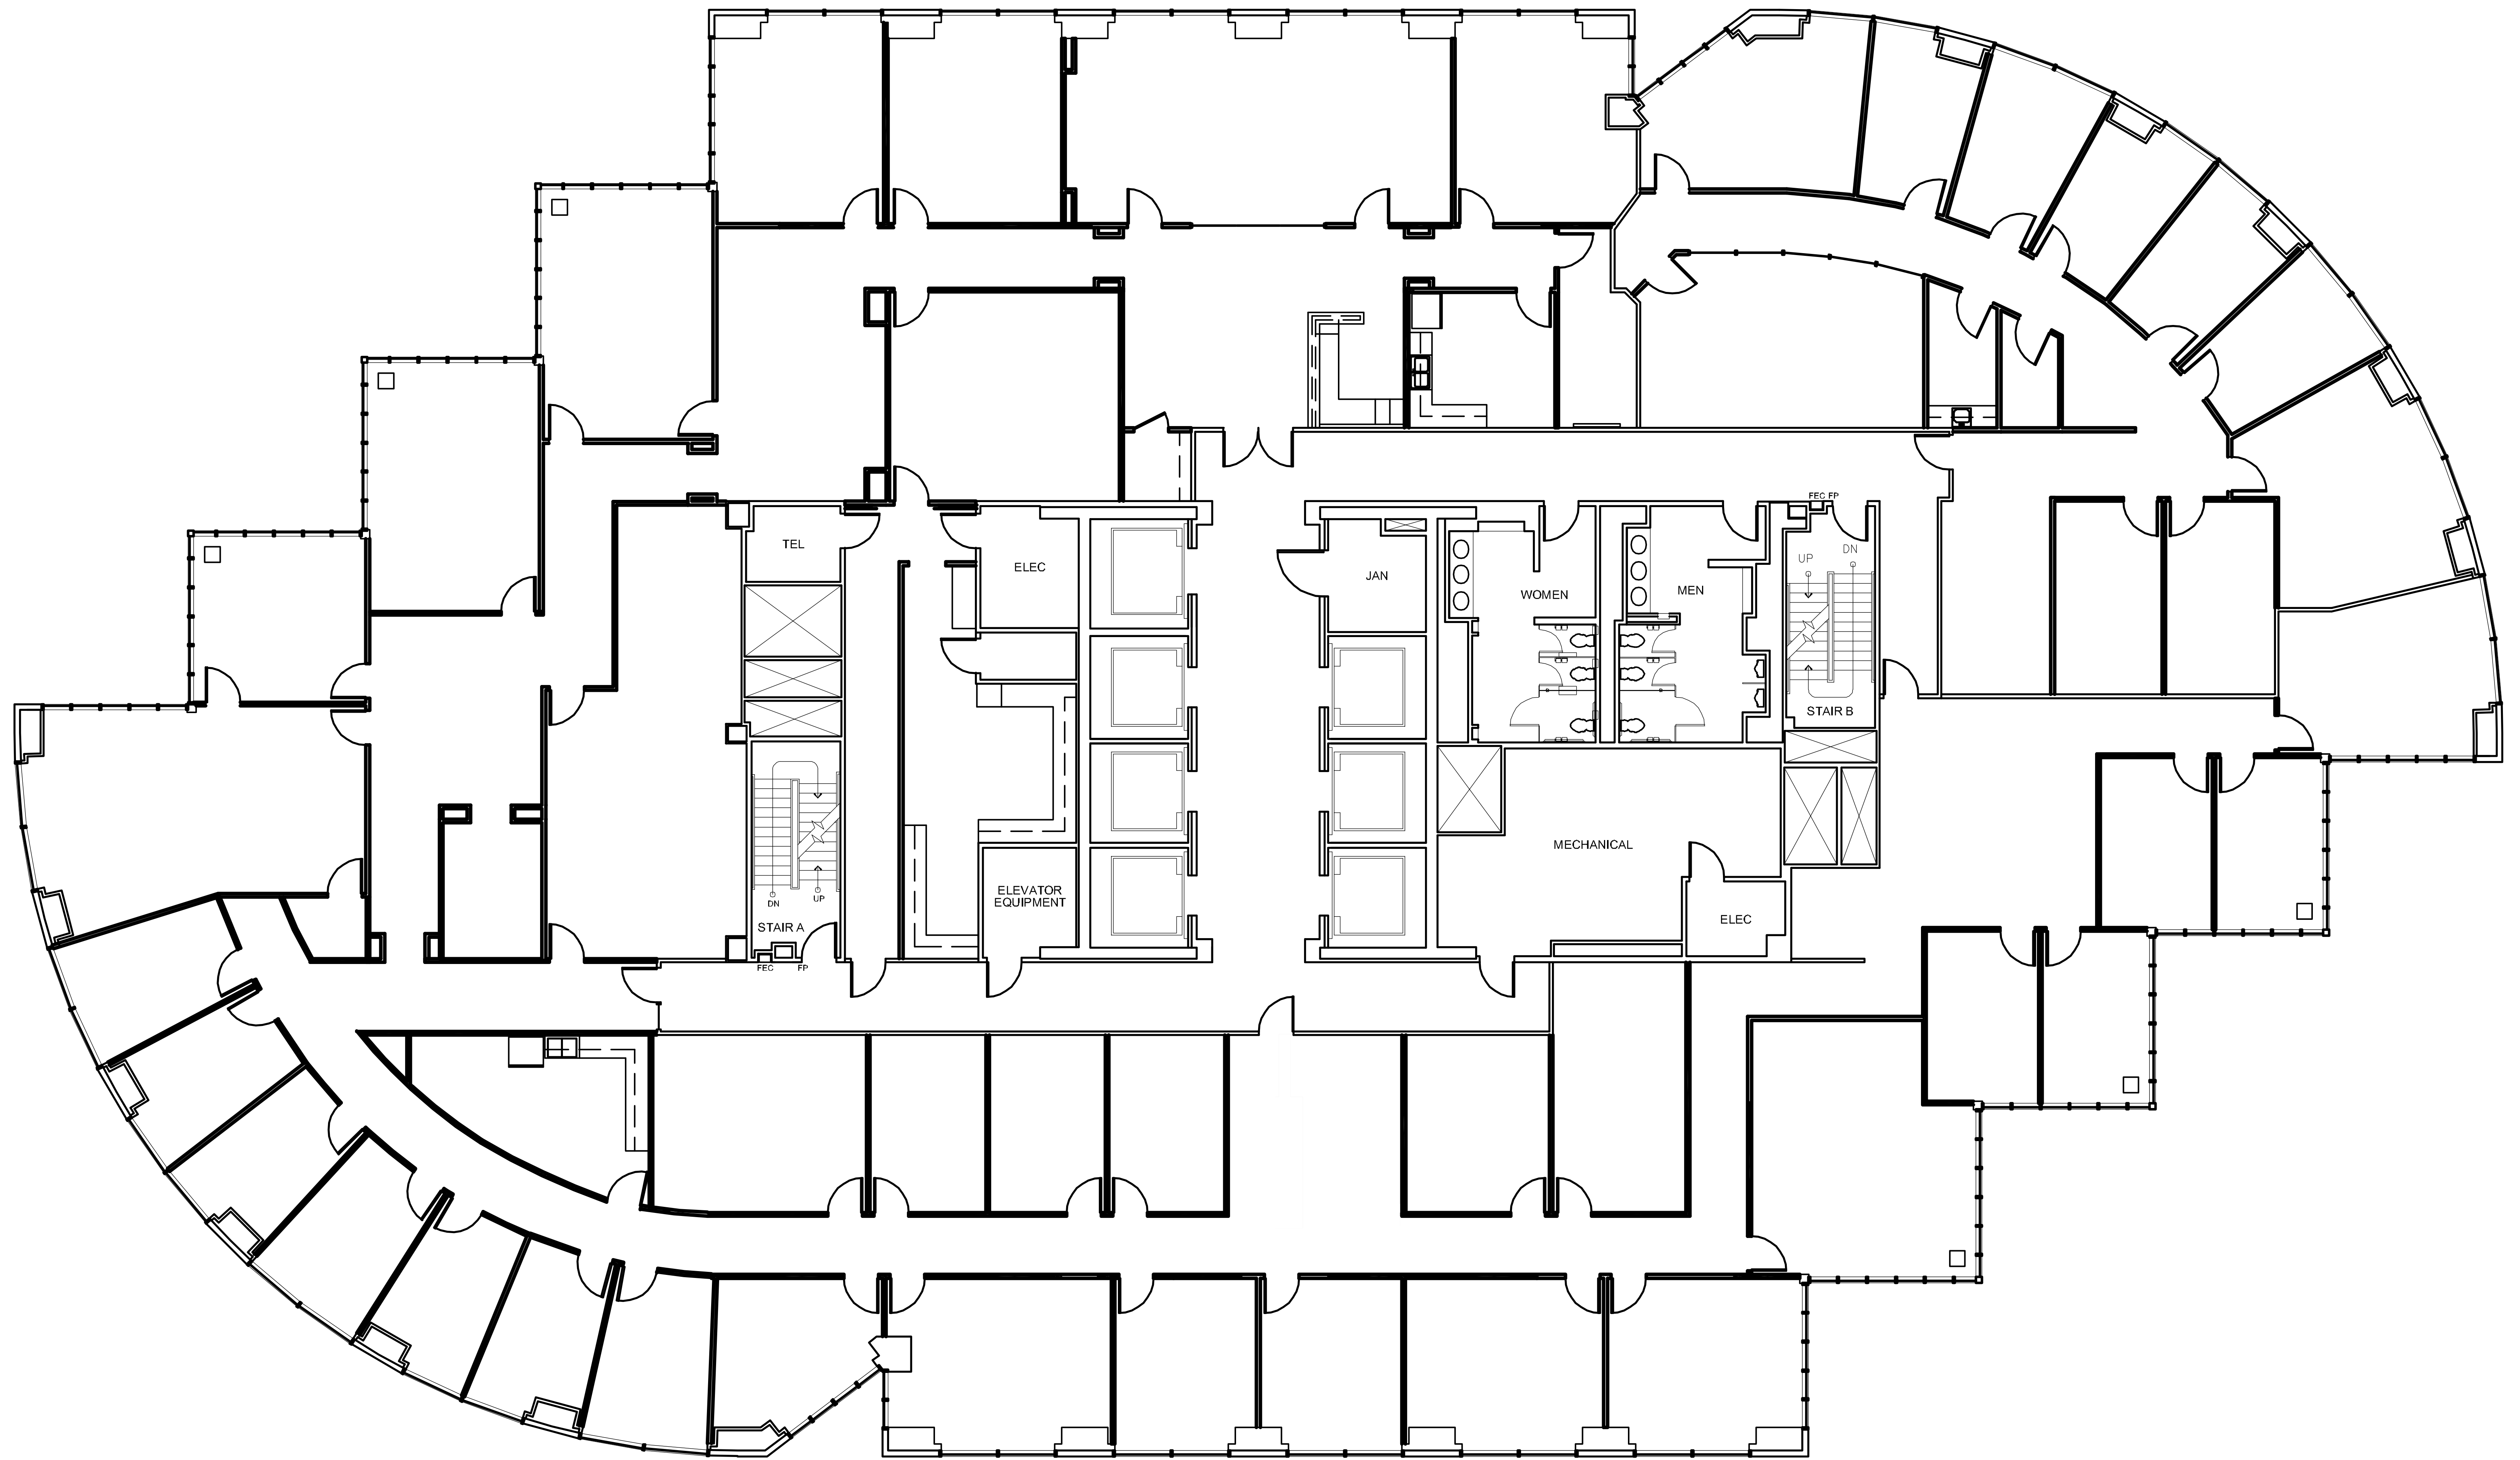 FEC FP
TEL
ELEC
JAN
WOMEN
MEN
UP
DN
STAIR B
MECHANICAL
ELEVATOR
EQUIPMENT
ELEC
DN
UP
STAIR A
FEC
FP